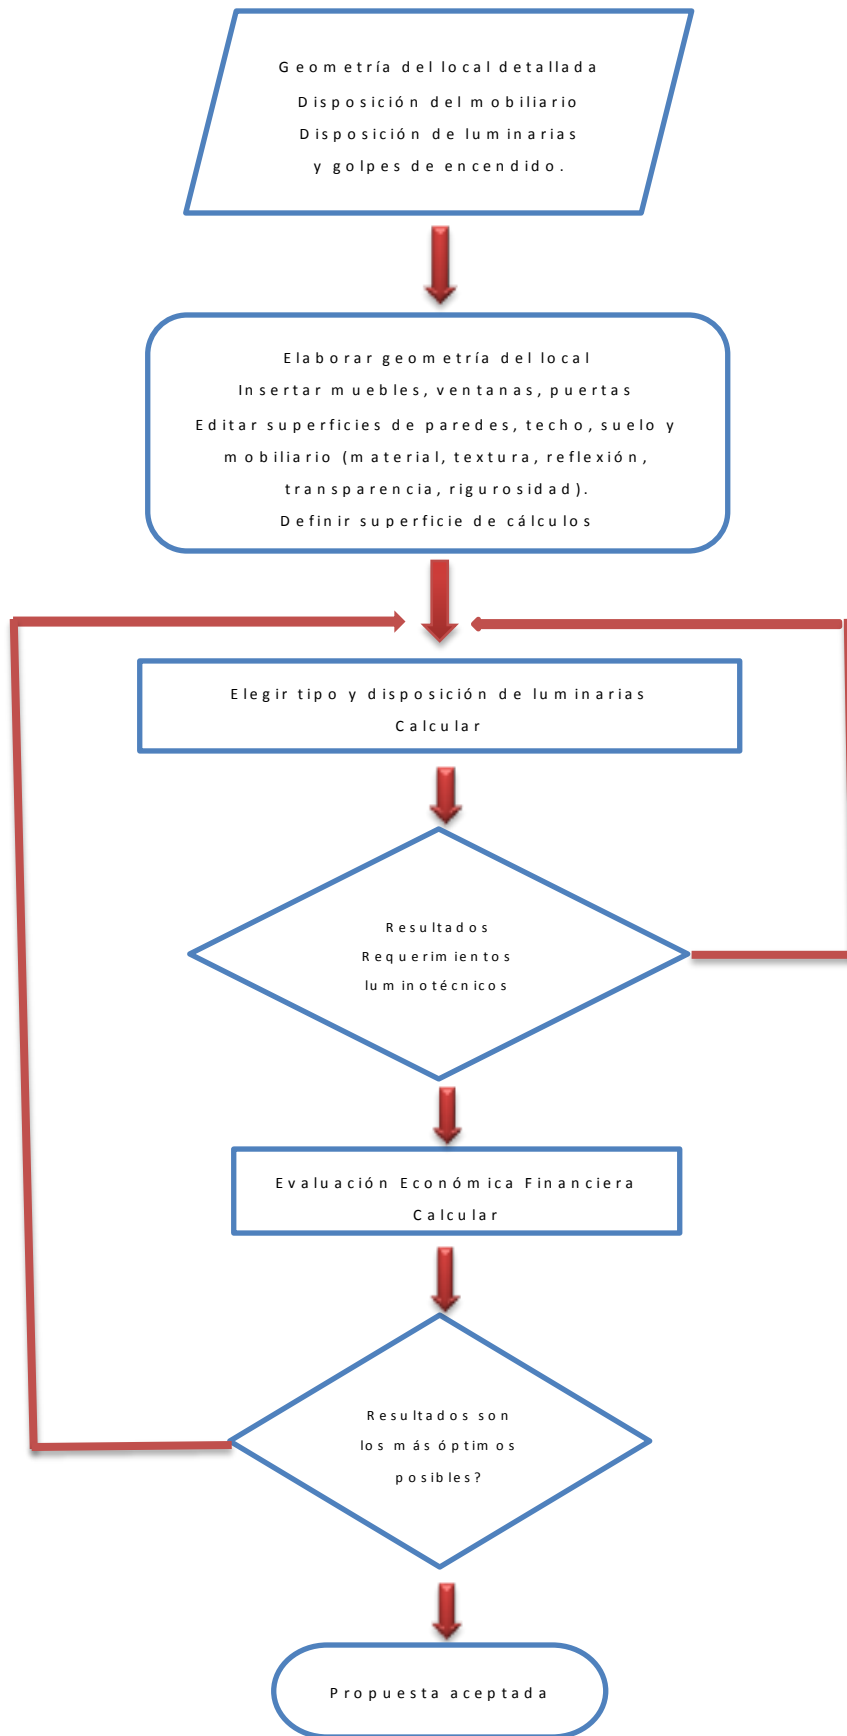 Geometría del local detallada
Disposición del mobiliario
Disposición de luminarias
y golpes de encendido.
Elaborar geometría del local
Insertar muebles, ventanas, puertas
Editar superficies de paredes, techo, suelo y
mobiliario (material, textura, reflexión,
transparencia, rigurosidad).
Definir superficie de cálculos
Elegir tipo y disposición de luminarias
Calcular
Resultados
Requerimientos
luminotécnicos
Evaluación Económica Financiera
Calcular
Resultados son
los más óptimos
posibles?
Propuesta aceptada